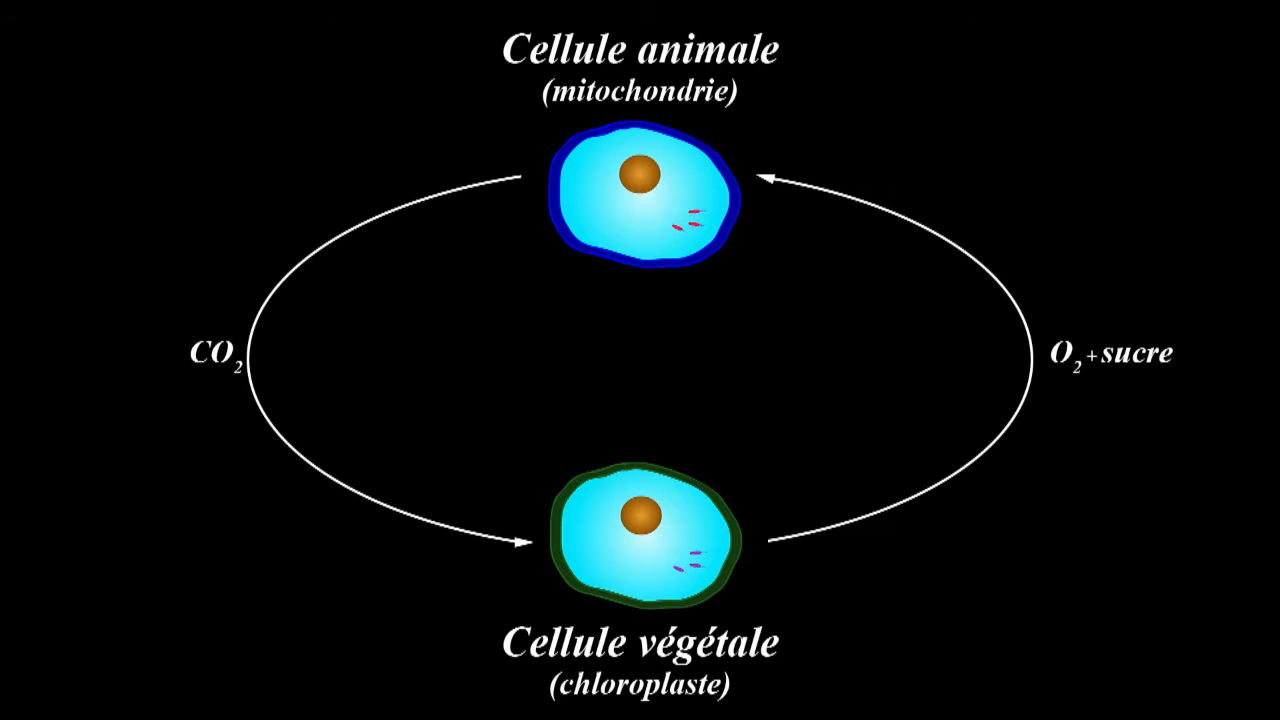 Cellule animale
(mitochondrie)
CO₂
O₂ + sucre
Cellule végétale
(chloroplaste)